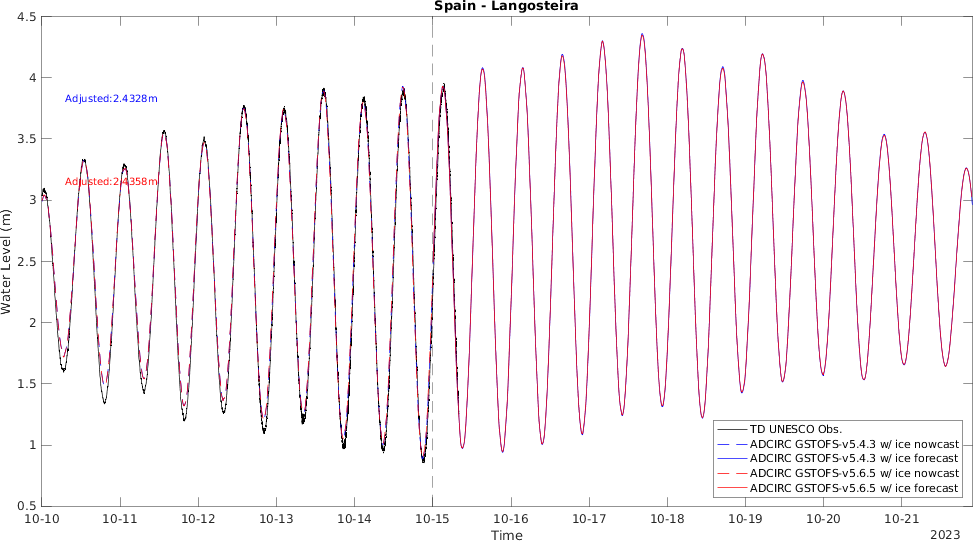 Spain - Langosteira
4.5
4
3.5
3
2.5
2
1.5
1
0.5
Water Level (m)
Adjusted:2.4328m
Adjusted:2.4358m
TD UNESCO Obs.
ADCIRC GSTOFS-v5.4.3 w/ ice nowcast
ADCIRC GSTOFS-v5.4.3 w/ ice forecast
ADCIRC GSTOFS-v5.6.5 w/ ice nowcast
ADCIRC GSTOFS-v5.6.5 w/ ice forecast
10-10 10-11 10-12 10-13 10-14 10-15 10-16 10-17 10-18 10-19 10-20 10-21
Time
2023